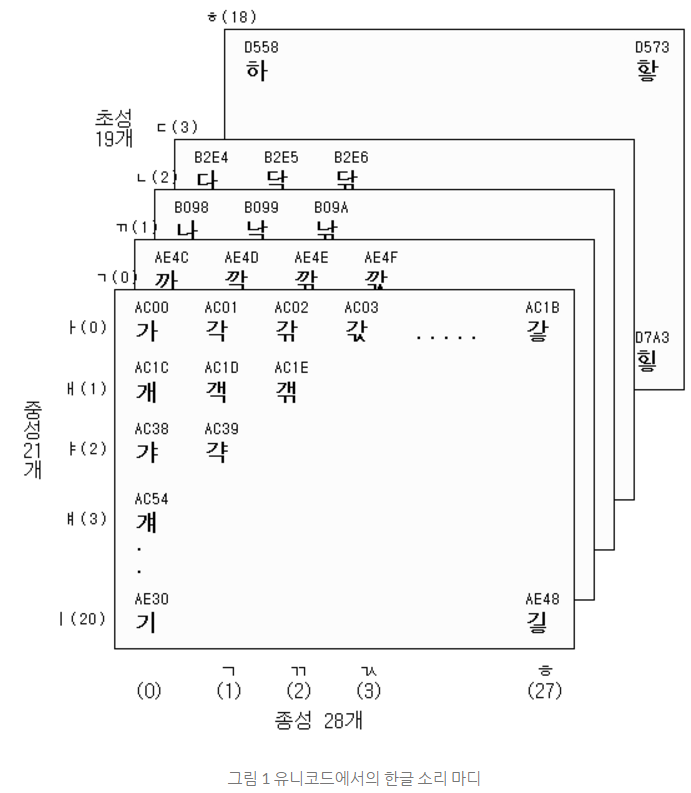 ㅎ(18)
D558 D573
하 핳
초성
19개
ㄷ(3)
B2E4 B2E5 B2E6
다 닥 닦
ㄴ(2)
B098 B099 B09A
나 낙 낚
ㄲ(1)
AE4C AE4D AE4E AE4F
까 깍 깎 깏
ㄱ(0)
AC00 AC01 AC02 AC03 AC1B
ㅏ(0) 가 각 갂 갃 ..... 갛
D7A3
힣
AC1C AC1D AC1E
ㅐ(1) 개 객 갞
중성 21개
AC38 AC39
ㅑ(2) 갸 갹
AC54
ㅒ(3) 걔
.
.
AE30 AE48
ㅣ(20) 기 깋
ㄱ ㄲ ㄳ ㅎ
(0) (1) (2) (3) (27)
종성 28개
그림 1 유니코드에서의 한글 소리 마디